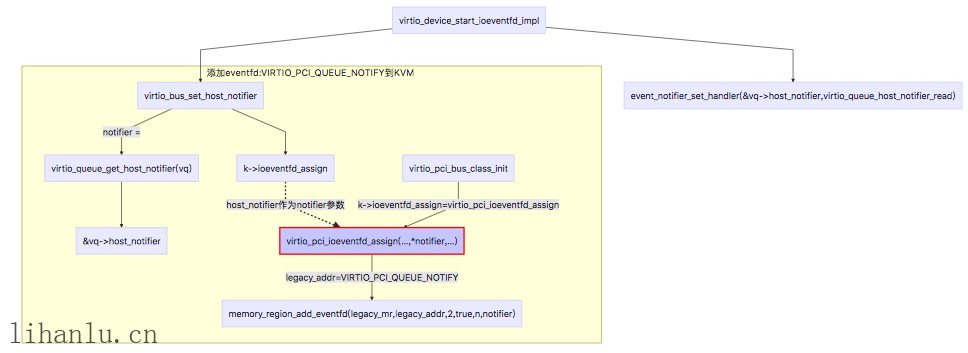 virtio_device_start_ioeventfd_impl
添加eventfd:VIRTIO_PCI_QUEUE_NOTIFY到KVM
virtio_bus_set_host_notifier
event_notifier_set_handler(&vq->host_notifier,virtio_queue_host_notifier_read)
notifier =
virtio_queue_get_host_notifier(vq)
k->ioeventfd_assign
virtio_pci_bus_class_init
host_notifier作为notifier参数
k->ioeventfd_assign=virtio_pci_ioeventfd_assign
&vq->host_notifier
virtio_pci_ioeventfd_assign(...,*notifier,...)
legacy_addr=VIRTIO_PCI_QUEUE_NOTIFY
memory_region_add_eventfd(legacy_mr,legacy_addr,2,true,n,notifier)
lihanlu.cn